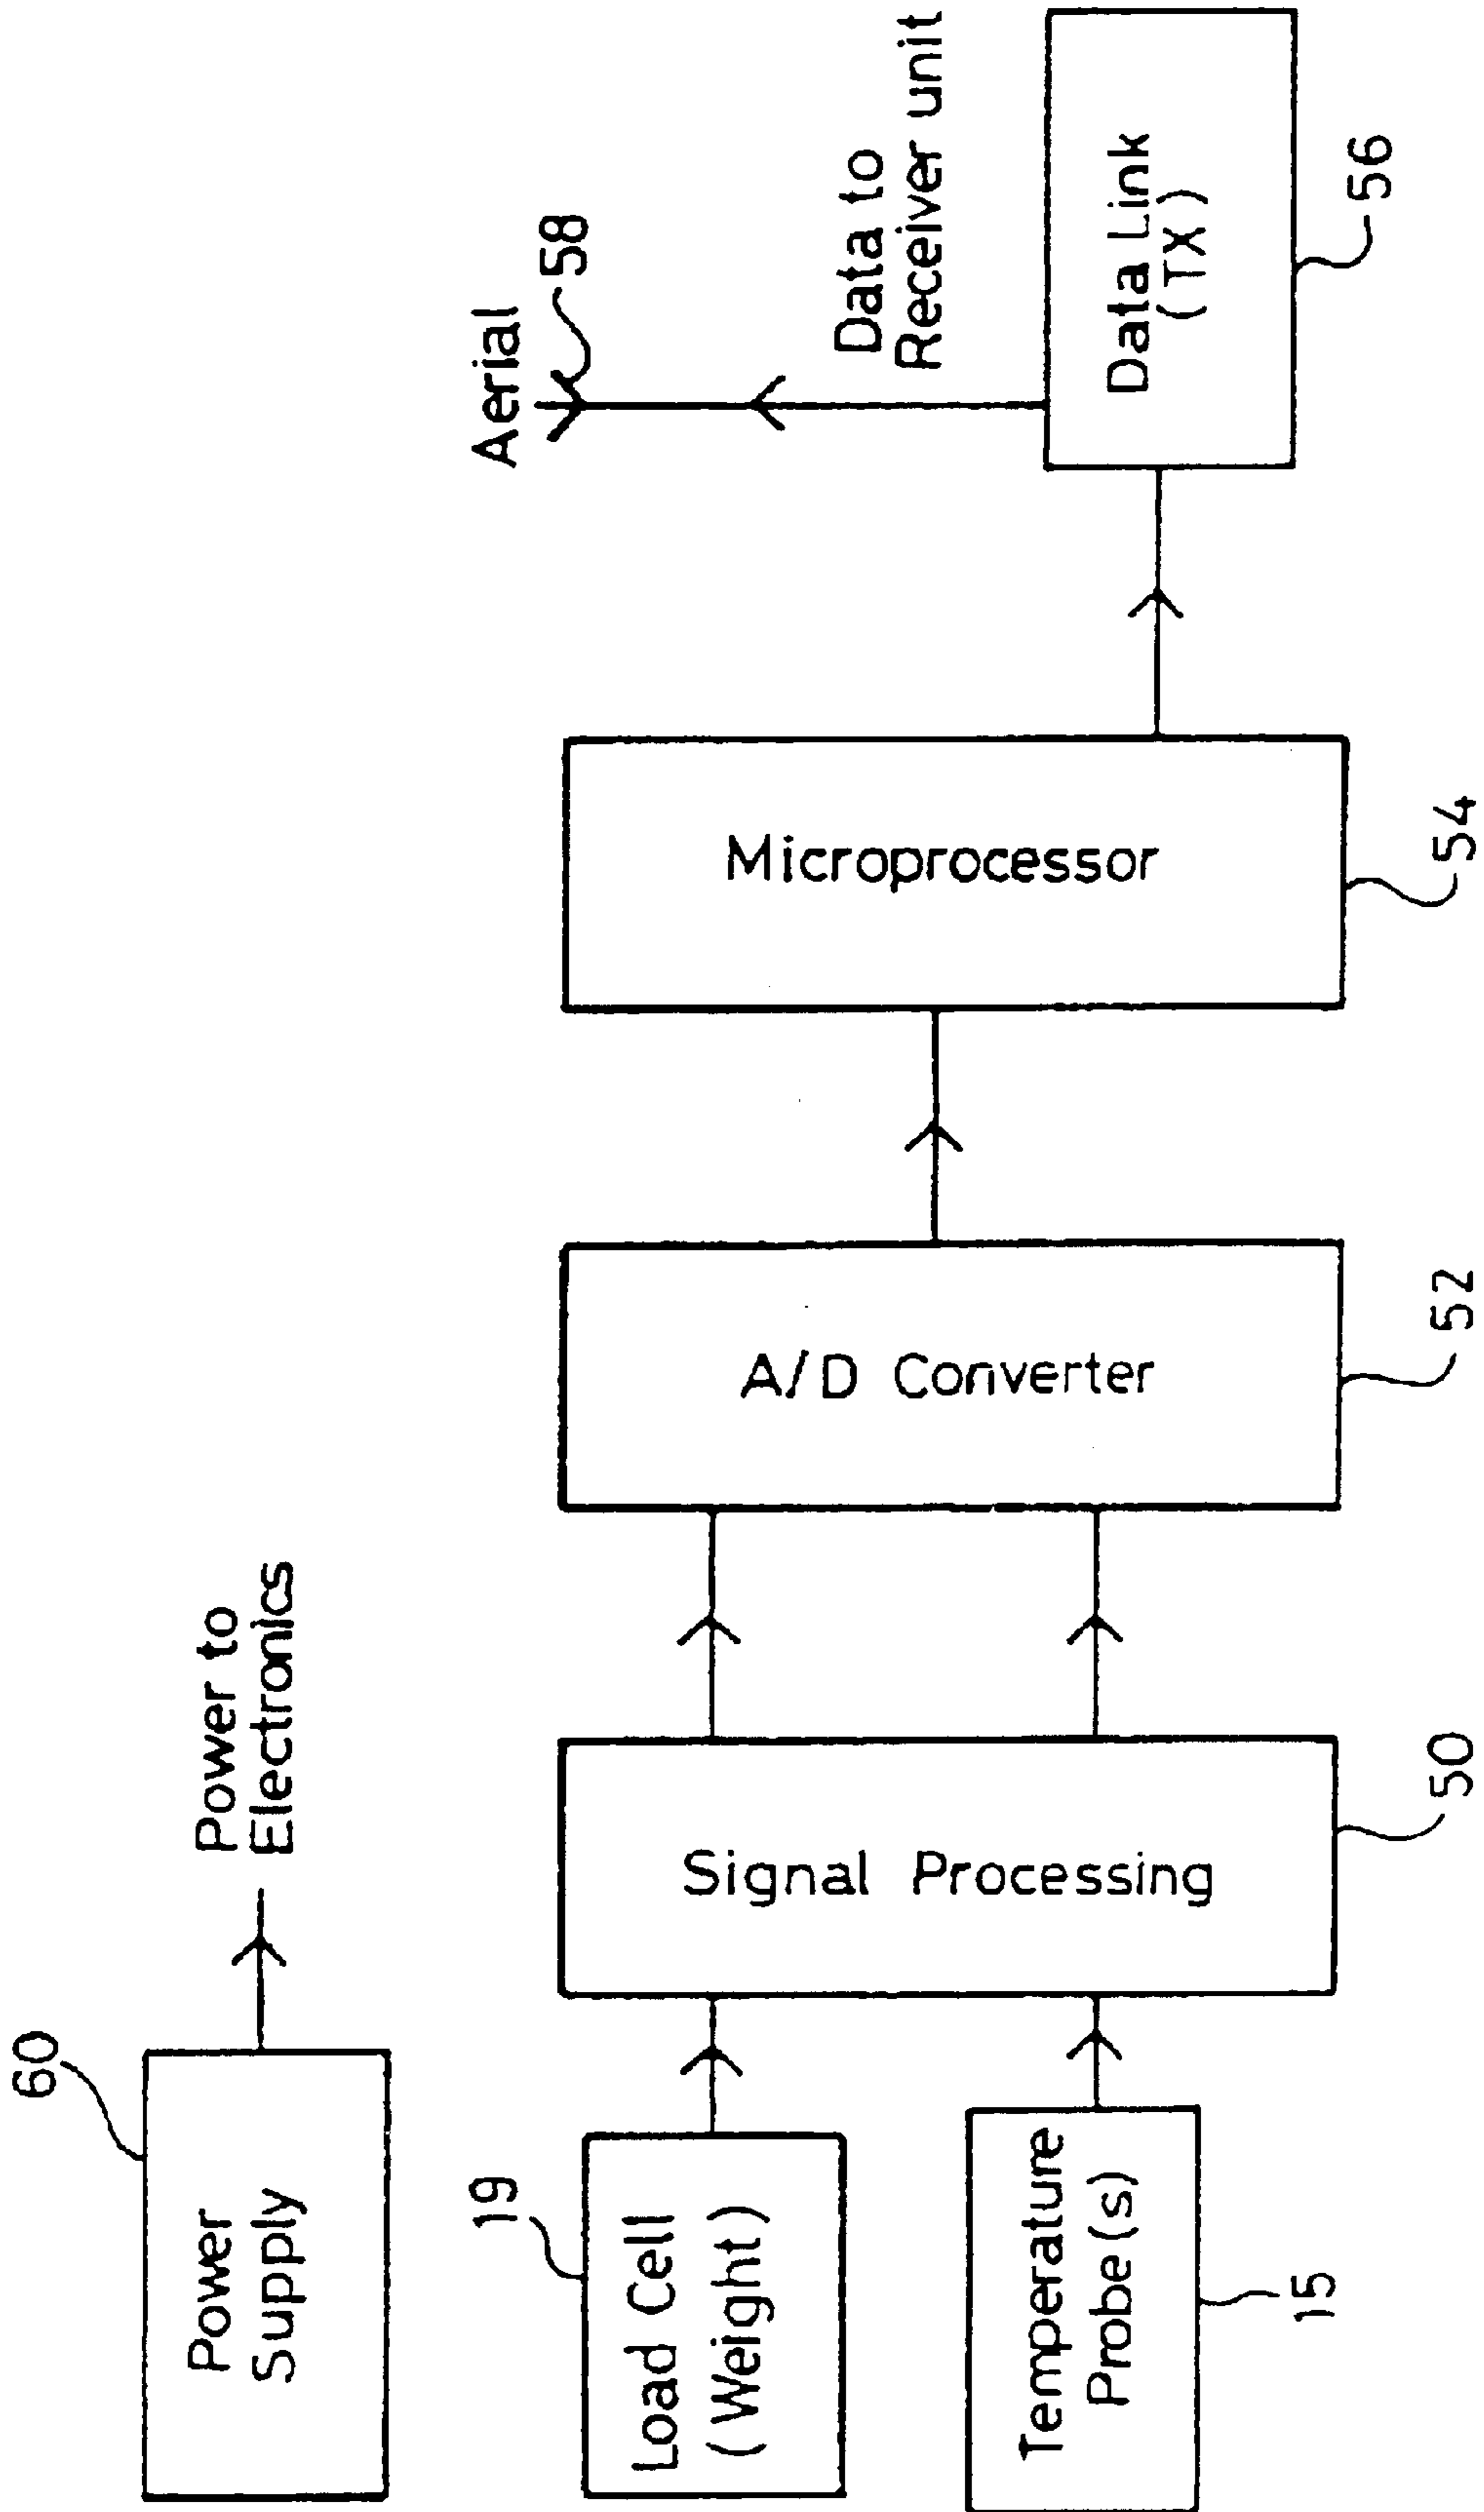 60
Power
Supply
Power to
Electronics
19
Load Cell
(Weight)
Temperature
Probe(s)
15
Signal Processing
50
A/D Converter
52
Microprocessor
54
Aerial
58
Data to
Receiver unit
Data Link
(TX)
56